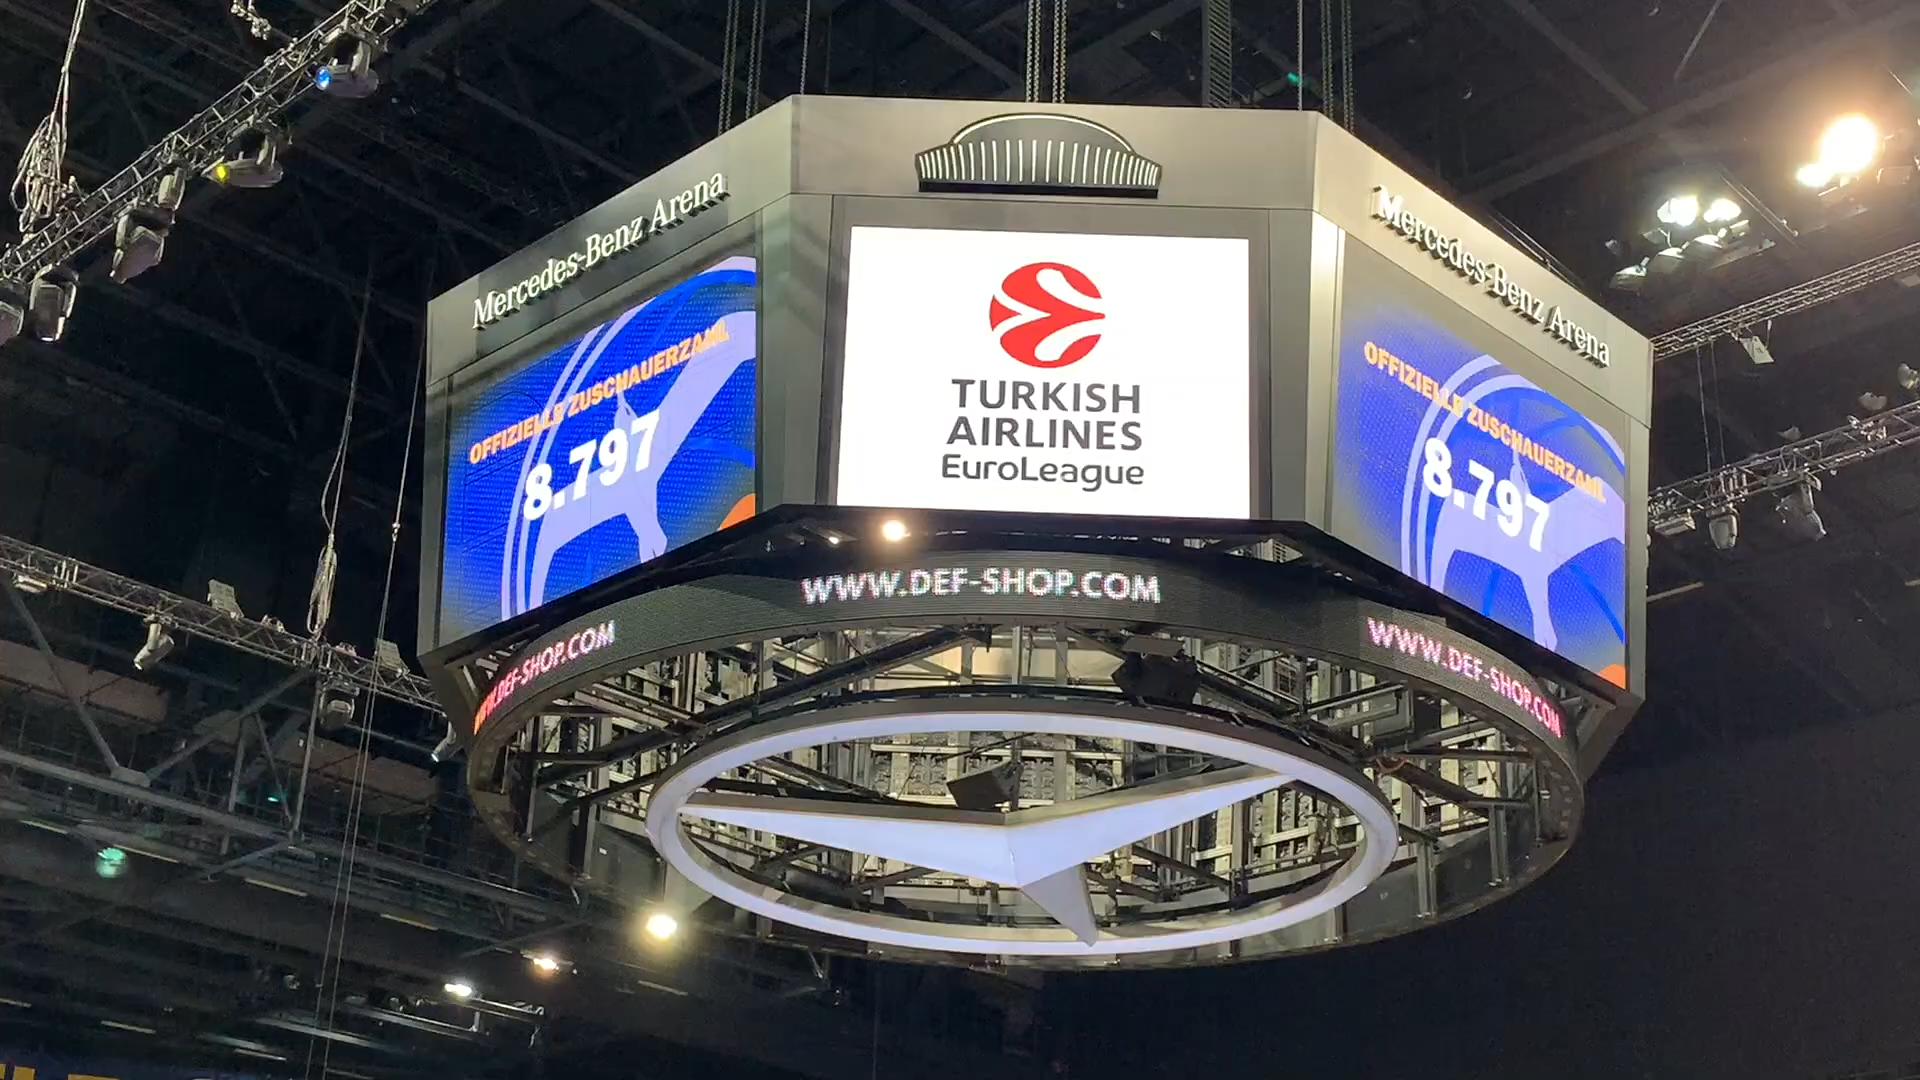 Mercedes-Benz Arena
Mercedes-Benz Arena
OFFIZIELLE ZUSCHAUERZAHL
8.797
TURKISH
AIRLINES
EuroLeague
OFFIZIELLE ZUSCHAUERZAHL
8.797
WWW.DEF-SHOP.COM
WWW.DEF-SHOP.COM
WWW.DEF-SHOP.COM